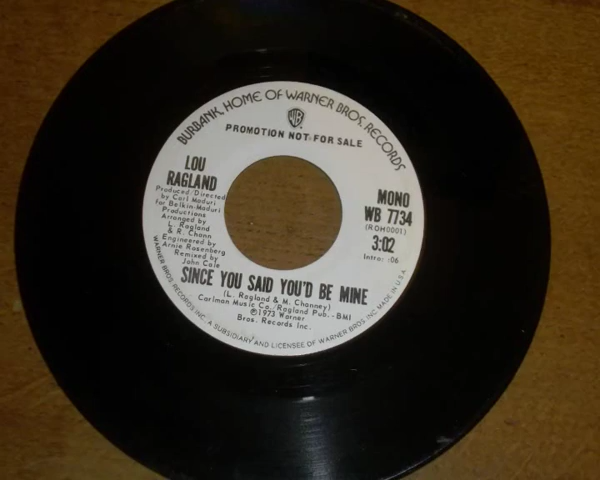 BURBANK, HOME OF WARNER BROS. RECORDS
WB
PROMOTION NOT FOR SALE
LOU
RAGLAND
Produced/Directed
by Carl Maduri
for Belkin-Maduri
Productions
Arranged by
L. Ragland
& R. Chonn
Engineered by
Arnie Rosenberg
Remixed by
John Cale
MONO
WB 7734
(ROH0001)
3:02
Intro: :06
SINCE YOU SAID YOU'D BE MINE
(L. Ragland & M. Channey)
Carlman Music Co./Ragland Pub.-BMI
℗1973 Warner
Bros. Records Inc.
WARNER BROS. RECORDS INC., A SUBSIDIARY AND LICENSEE OF WARNER BROS. INC. MADE IN U.S.A.